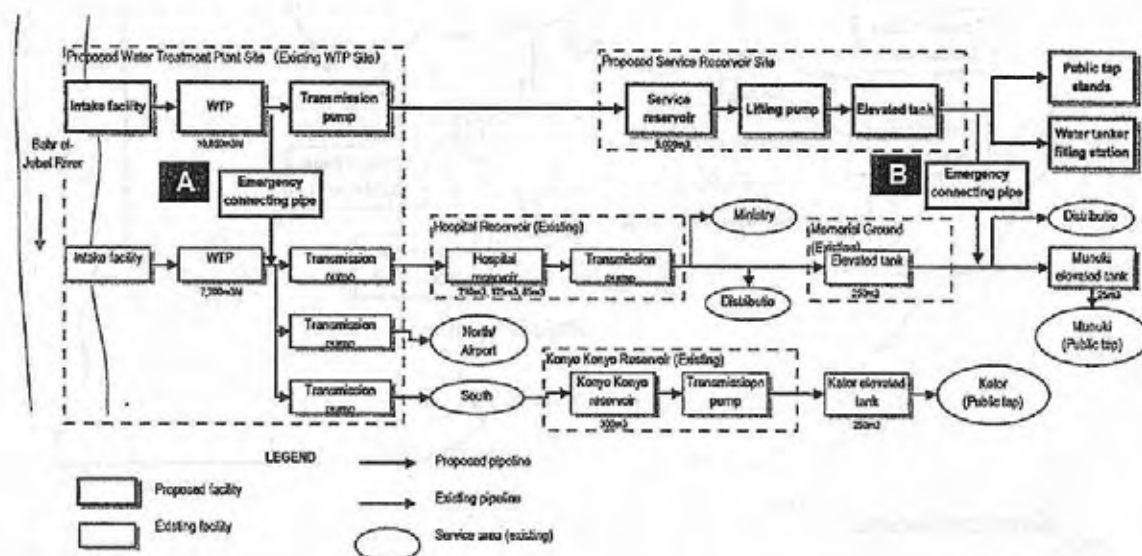 Proposed Water Treatment Plant Site (Existing WTP Site)
Proposed Service Reservoir Site
Intake facility
WTP
Transmission
pump
Service
reservoir
Lifting pump
Elevated tank
Public tap
stands
Water tanker
filling station
5,000m3
Bahr el-
Jebel River
A
Emergency
connecting pipe
B
Emergency
connecting pipe
Hospital Reservoir (Existing)
Ministry
Memorial Ground
(Existing)
Distributio
Intake facility
WTP
7,200m3/d
Transmission
pump
Hospital
reservoir
Transmission
pump
Elevated tank
250m3
Munuki
elevated tank
25m3
Distributio
Transmission
pump
North/
Airport
Munuki
(Public tap)
Konyo Konyo Reservoir (Existing)
Transmission
pump
South
Konyo Konyo
reservoir
300m3
Transmissiopn
pump
Kator elevated
tank
250m3
Kator
(Public tap)
LEGEND
Proposed facility
Existing facility
Proposed pipeline
Existing pipeline
Service area (existing)